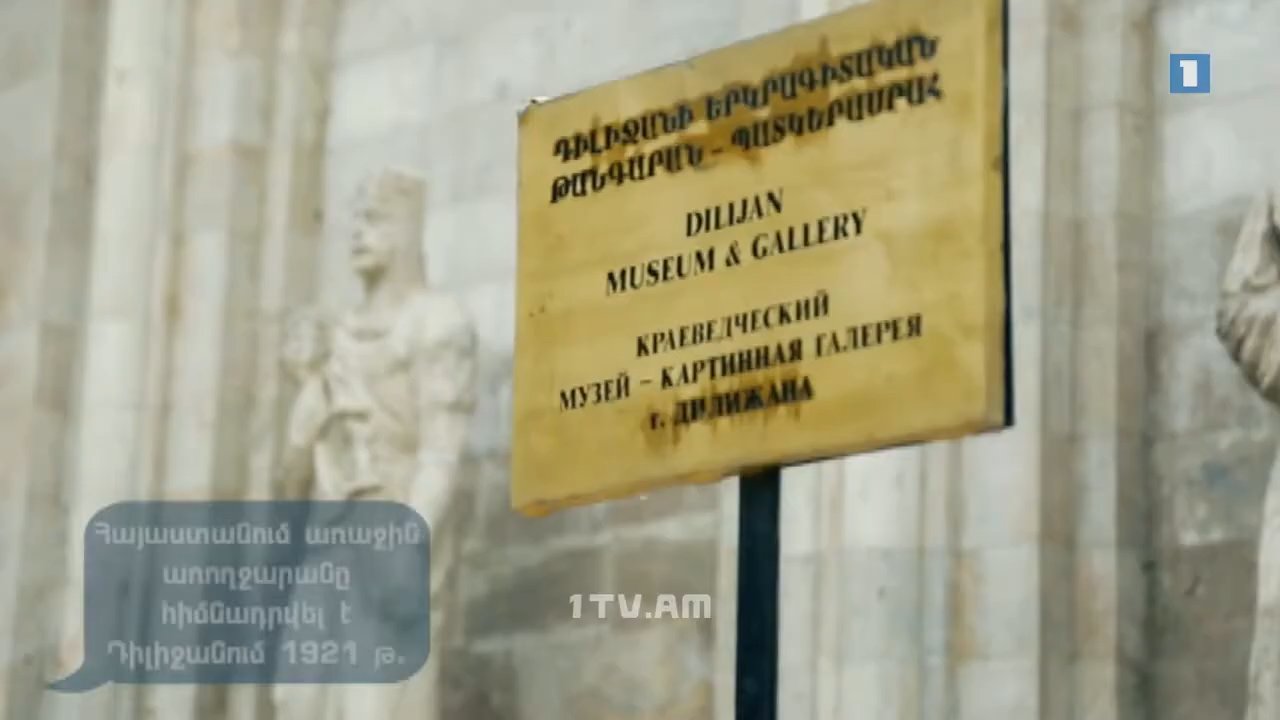 1
ԴԻԼԻՋԱՆԻ ԵՐԿՐԱԳԻՏԱԿԱՆ
ԹԱՆԳԱՐԱՆ – ՊԱՏԿԵՐԱՍՐԱՀ
DILIJAN
MUSEUM & GALLERY
КРАЕВЕДЧЕСКИЙ
МУЗЕЙ – КАРТИННАЯ ГАЛЕРЕЯ
г. ДИЛИЖАНА
Հայաստանում առաջին
առողջարանը
հիմնադրվել է
Դիլիջանում 1921 թ.
1TV.AM